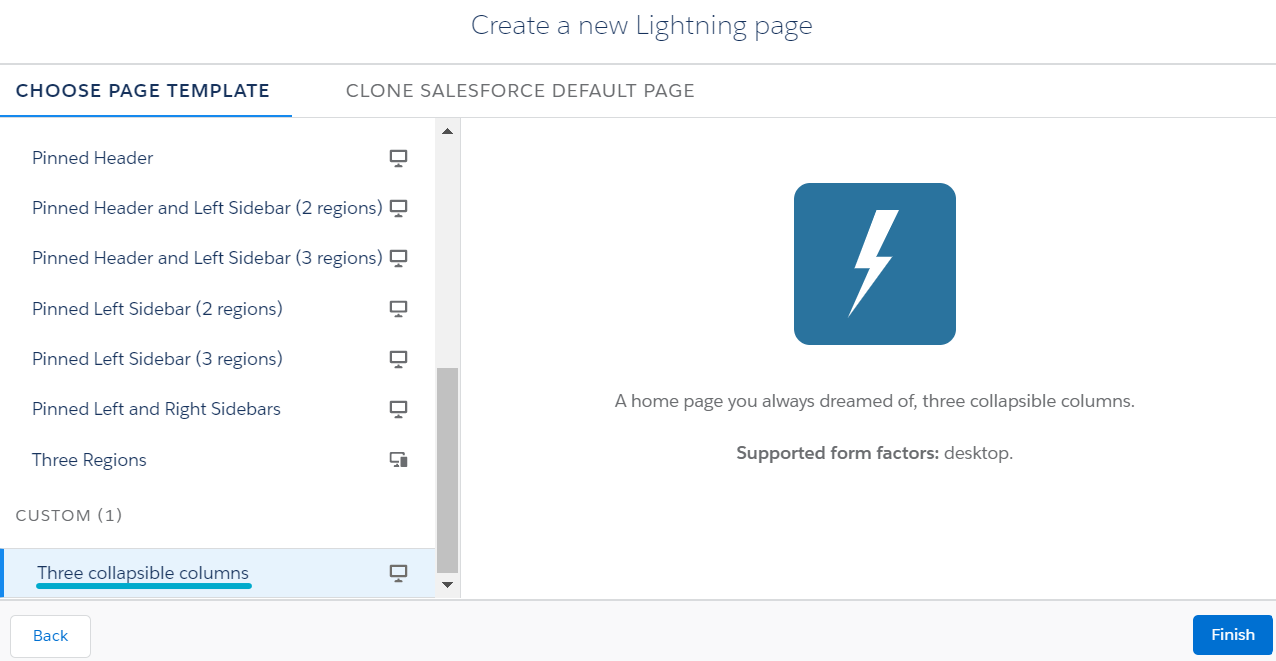 Create a new Lightning page
CHOOSE PAGE TEMPLATE
CLONE SALESFORCE DEFAULT PAGE
Pinned Header
Pinned Header and Left Sidebar (2 regions)
Pinned Header and Left Sidebar (3 regions)
Pinned Left Sidebar (2 regions)
Pinned Left Sidebar (3 regions)
Pinned Left and Right Sidebars
Three Regions
CUSTOM (1)
Three collapsible columns
A home page you always dreamed of, three collapsible columns.
Supported form factors: desktop.
Back
Finish